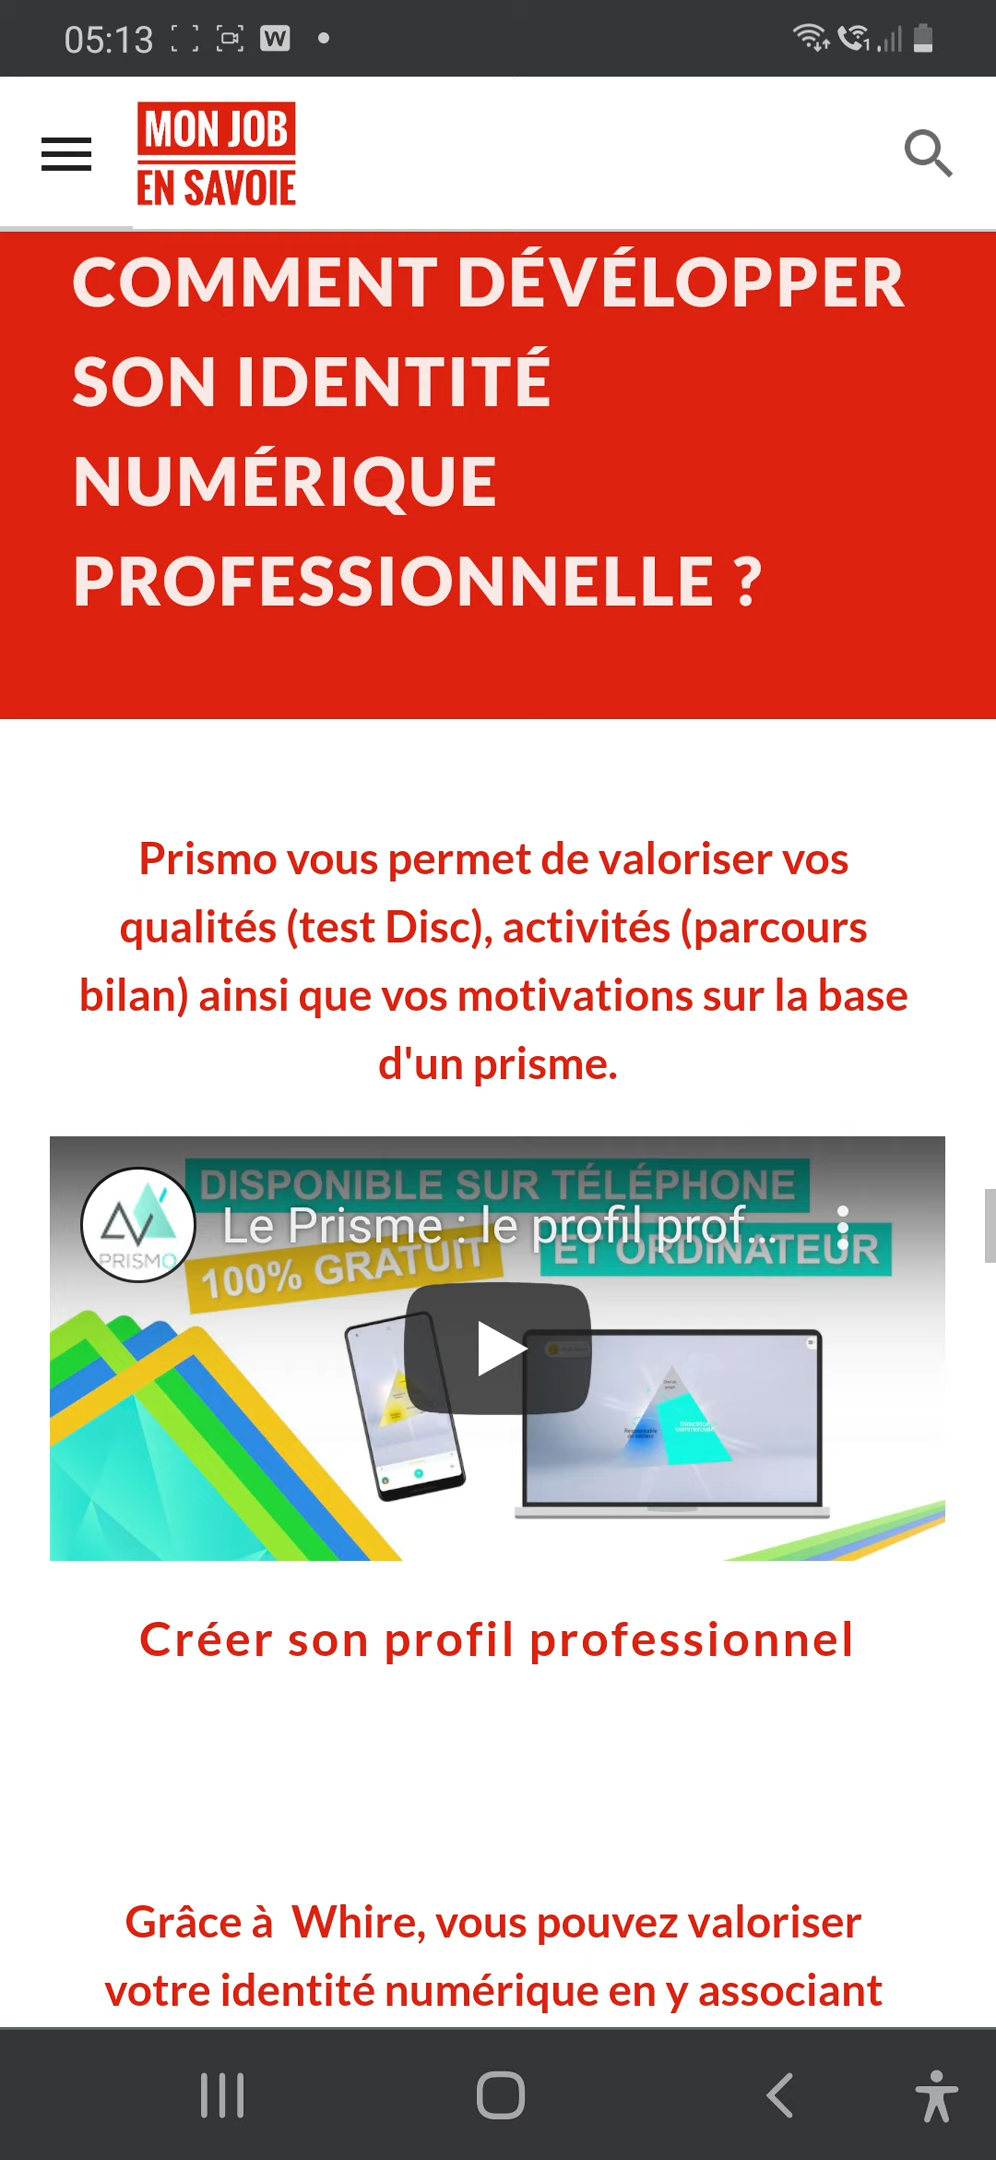 05:13
W
1
MON JOB
EN SAVOIE
COMMENT DÉVÉLOPPER
SON IDENTITÉ
NUMÉRIQUE
PROFESSIONNELLE ?
Prismo vous permet de valoriser vos
qualités (test Disc), activités (parcours
bilan) ainsi que vos motivations sur la base
d'un prisme.
DISPONIBLE SUR TÉLÉPHONE
PRISMO
Le Prisme : le profil prof...
ET ORDINATEUR
100% GRATUIT
Créer son profil professionnel
Grâce à  Whire, vous pouvez valoriser
votre identité numérique en y associant